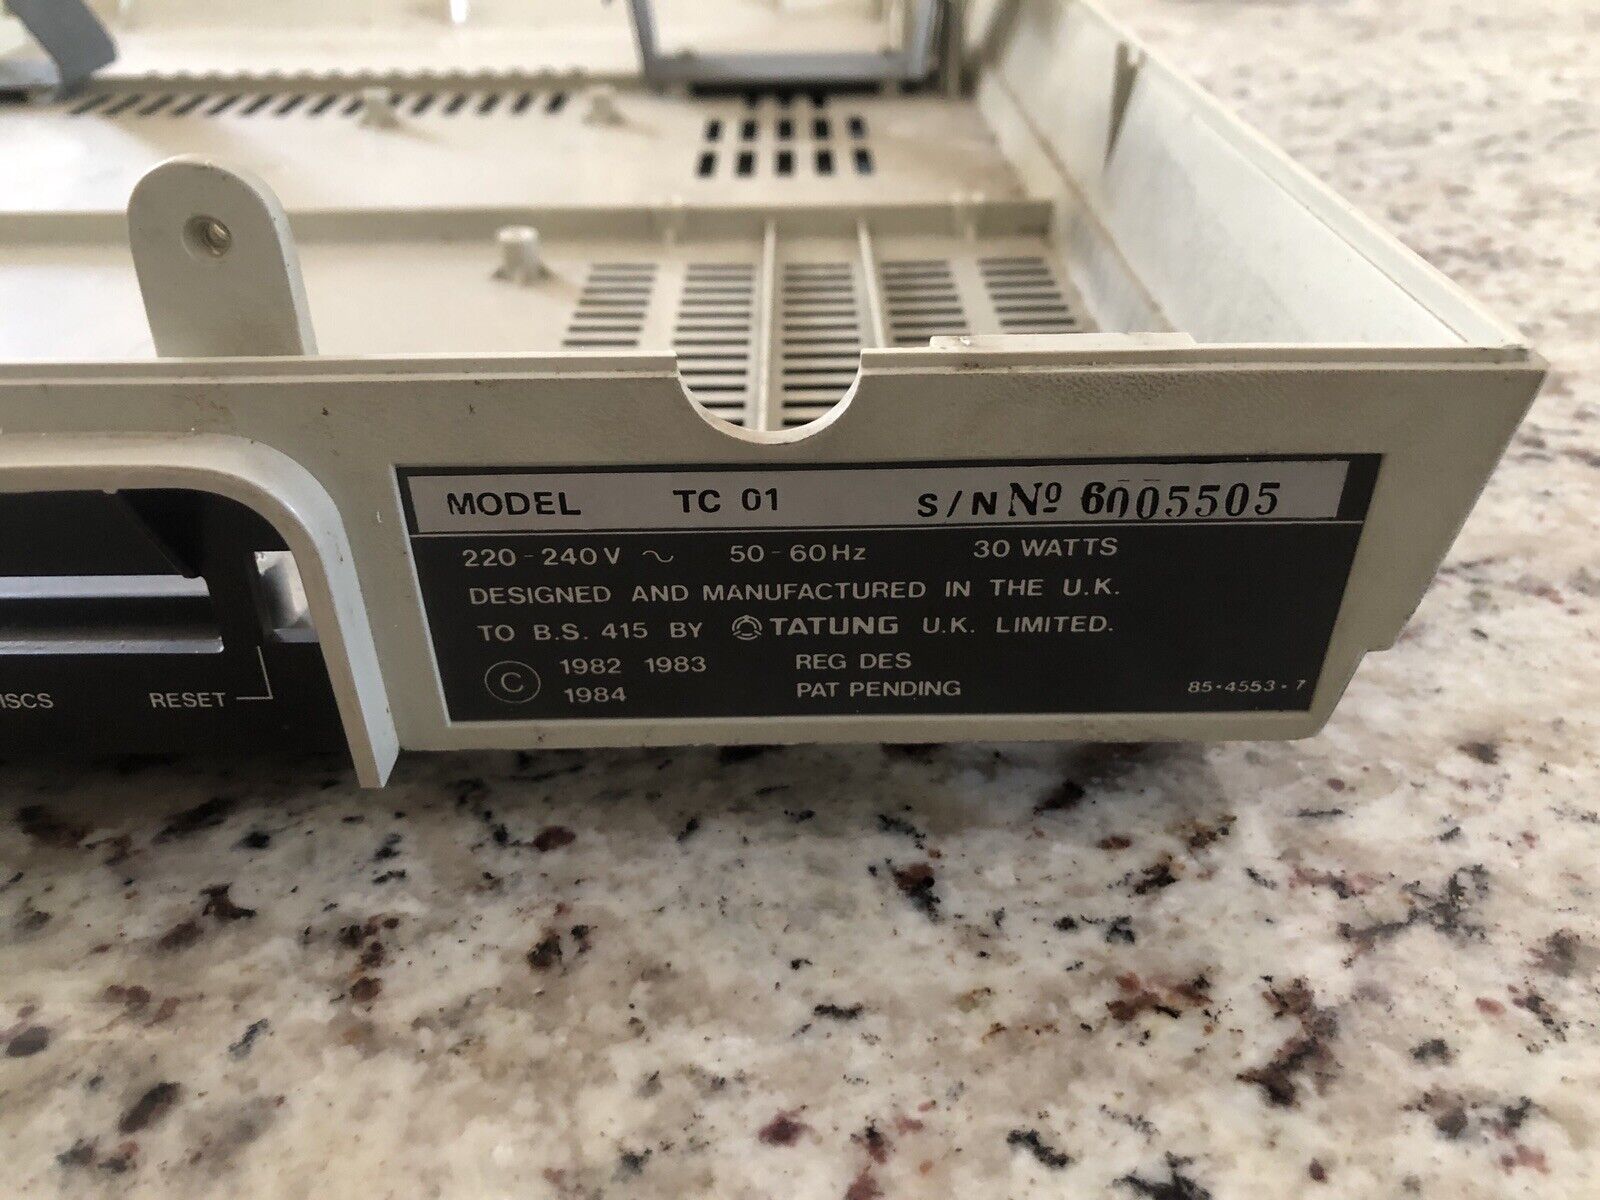 MODEL TC 01 S/N Nº 6005505
220-240V ~ 50-60Hz 30 WATTS
DESIGNED AND MANUFACTURED IN THE U.K.
TO B.S. 415 BY TATUNG U.K. LIMITED.
© 1982 1983 REG DES
1984 PAT PENDING 85·4553·7
ISCS RESET